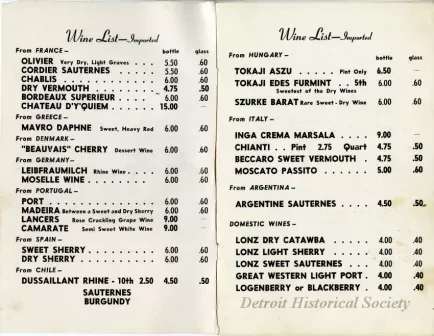 Wine List—Imported
From FRANCE— bottle glass
OLIVIER Very Dry, Light Graves . . . 5.50 .60
CORDIER SAUTERNES . . . . . 5.50 .60
CHABLIS . . . . . . . . . 6.00 .60
DRY VERMOUTH . . . . . . . 4.75 .50
BORDEAUX SUPERIEUR . . . . 6.00 .60
CHATEAU D'Y'QUIEM . . . . . 15.00 —
From GREECE—
MAVRO DAPHNE Sweet, Heavy Red 6.00 .60
From DENMARK—
"BEAUVAIS" CHERRY Dessert Wine 6.00 .60
From GERMANY—
LEIBFRAUMILCH Rhine Wine . . . . 6.00 .60
MOSELLE WINE . . . . . . . . 6.00 .60
From PORTUGAL—
PORT . . . . . . . . . . . 6.00 .60
MADEIRA Between a Sweet and Dry Sherry 6.00 .60
LANCERS Rose Crackling Grape Wine 9.00 —
CAMARATE Semi Sweet White Wine 9.00 —
From SPAIN—
SWEET SHERRY . . . . . . . . 6.00 .60
DRY SHERRY . . . . . . . . . 6.00 .60
From CHILE—
DUSSAILLANT RHINE - 10th 2.50 4.50 .50
SAUTERNES
BURGUNDY
Wine List—Imported
From HUNGARY— bottle glass
TOKAJI ASZU . . . . . Pint Only 6.50 —
TOKAJI EDES FURMINT . . 5th 6.00 .60
Sweetest of the Dry Wines
SZURKE BARAT Rare Sweet-Dry Wine 6.00 .60
From ITALY—
INGA CREMA MARSALA . . . . 9.00 —
CHIANTI . . Pint 2.75 Quart 4.75 .50
BECCARO SWEET VERMOUTH . 4.75 .50
MOSCATO PASSITO . . . . . . 5.00 .60
From ARGENTINA—
ARGENTINE SAUTERNES . . . . 4.50 .50
DOMESTIC WINES—
LONZ DRY CATAWBA . . . . . 4.00 .40
LONZ LIGHT SHERRY . . . . . 4.00 .40
LONZ SWEET SAUTERNES . . . 4.00 .40
GREAT WESTERN LIGHT PORT . 4.00 .40
LOGENBERRY or BLACKBERRY . 4.00 .40
Detroit Historical Society